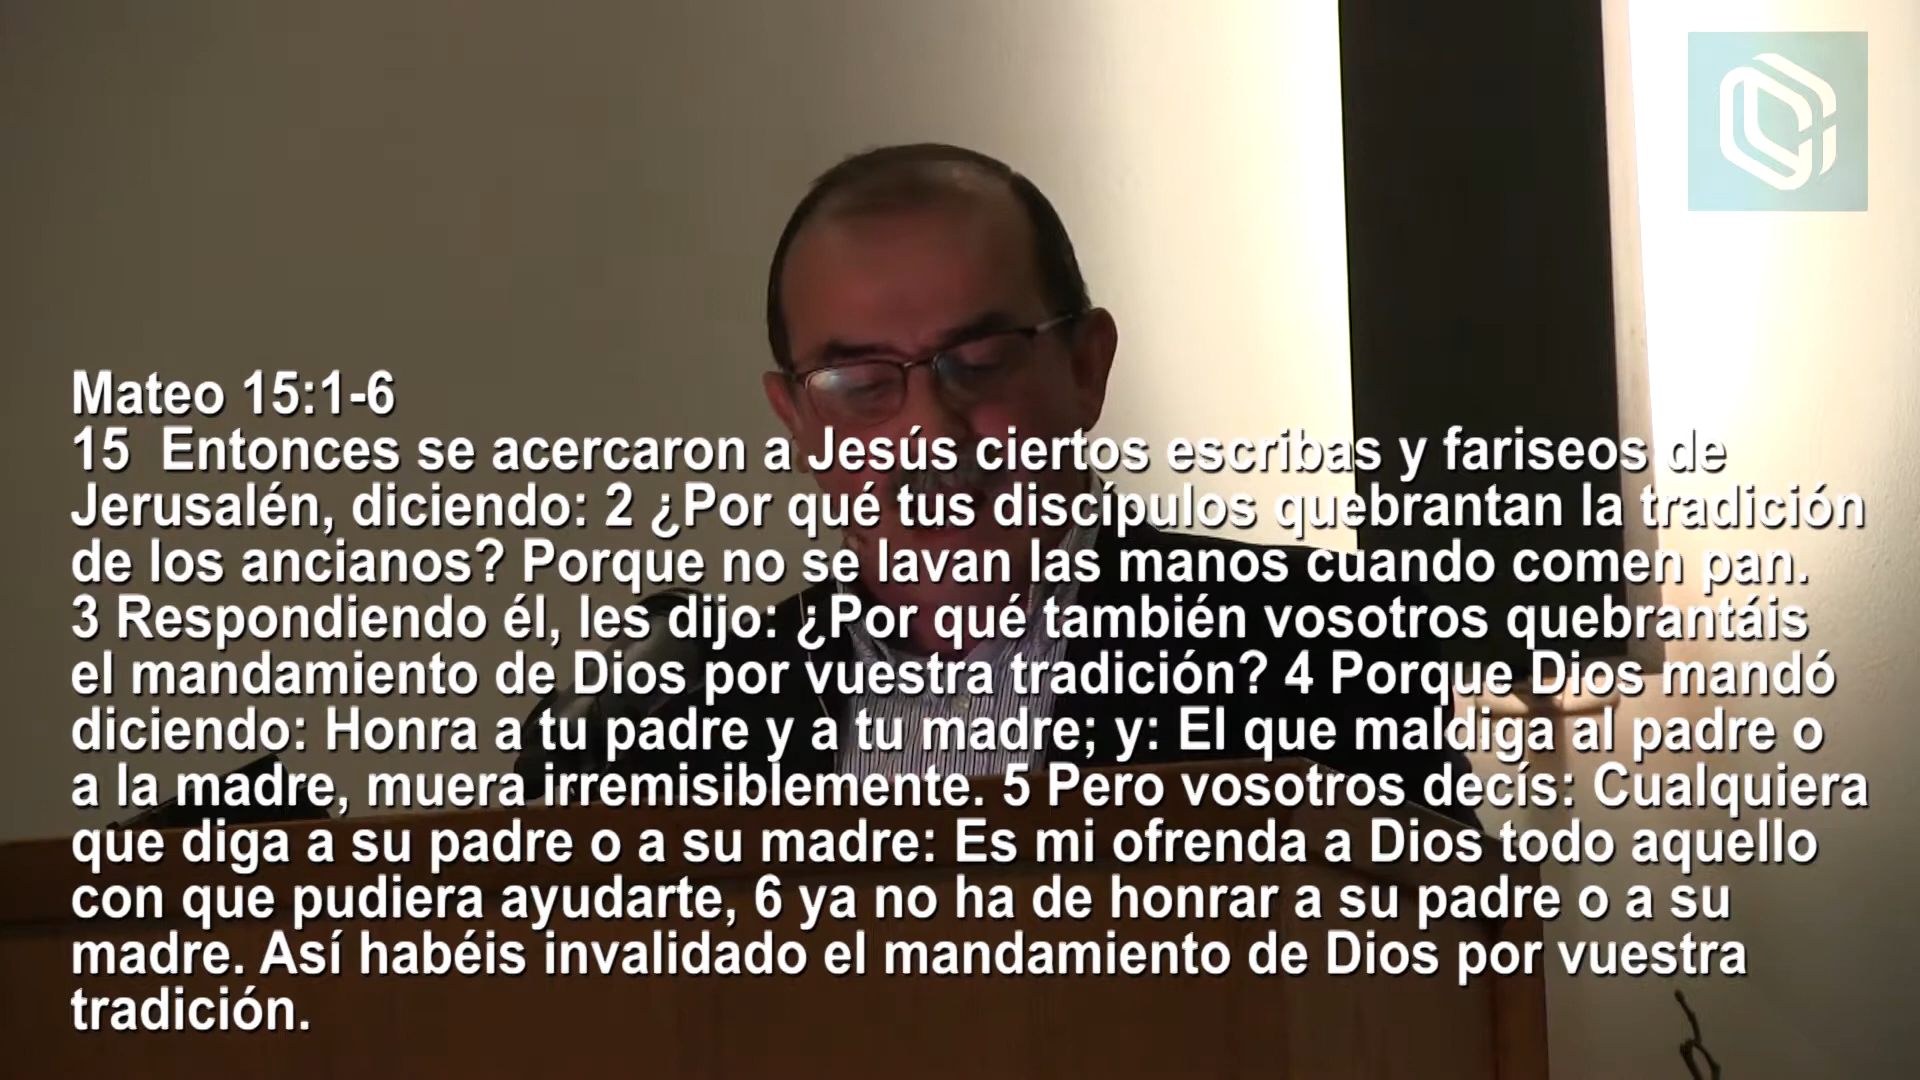 Mateo 15:1-6
15  Entonces se acercaron a Jesús ciertos escribas y fariseos de
Jerusalén, diciendo: 2 ¿Por qué tus discípulos quebrantan la tradición
de los ancianos? Porque no se lavan las manos cuando comen pan.
3 Respondiendo él, les dijo: ¿Por qué también vosotros quebrantáis
el mandamiento de Dios por vuestra tradición? 4 Porque Dios mandó
diciendo: Honra a tu padre y a tu madre; y: El que maldiga al padre o
a la madre, muera irremisiblemente. 5 Pero vosotros decís: Cualquiera
que diga a su padre o a su madre: Es mi ofrenda a Dios todo aquello
con que pudiera ayudarte, 6 ya no ha de honrar a su padre o a su
madre. Así habéis invalidado el mandamiento de Dios por vuestra
tradición.